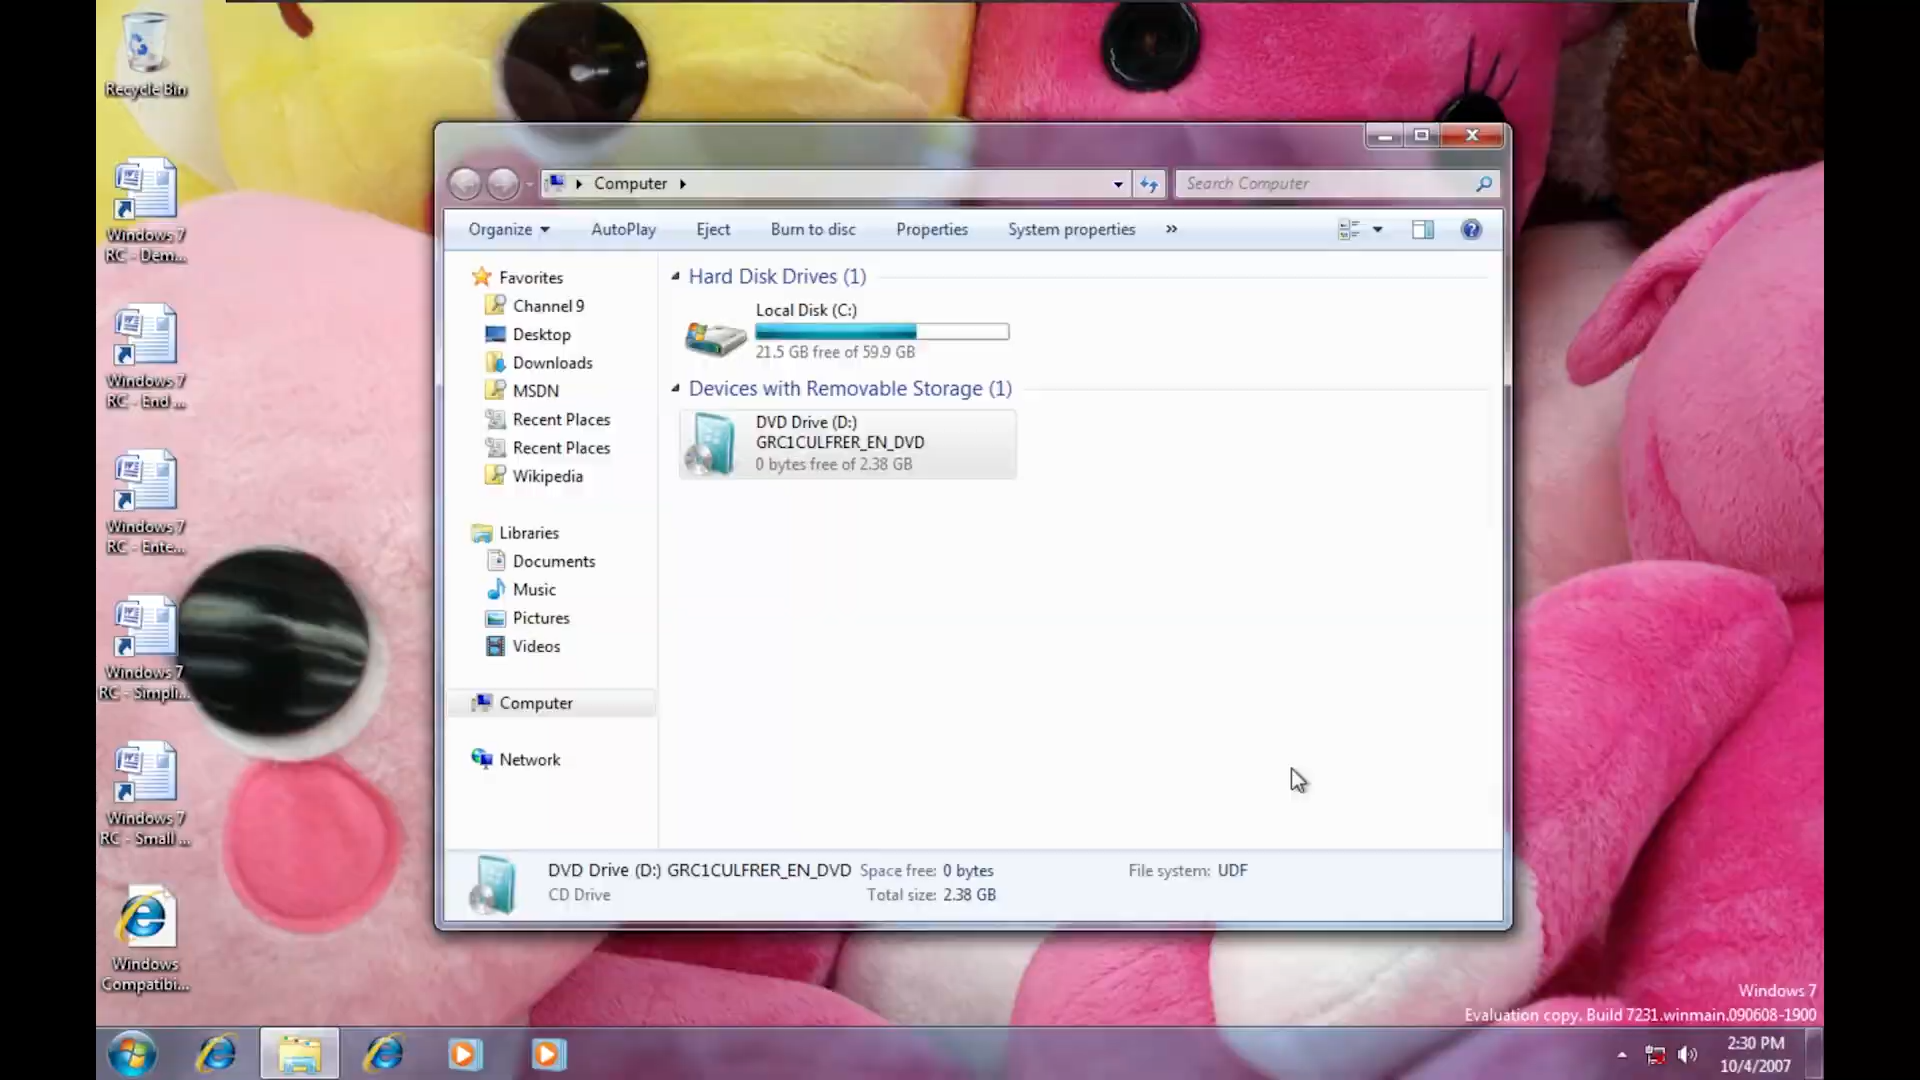 Recycle Bin
Windows 7
RC - Dem...
Windows 7
RC - End ...
Windows 7
RC - Ente...
Windows 7
RC - Simpli...
Windows 7
RC - Small ...
Windows
Compatibi...
Computer
Search Computer
Organize
AutoPlay
Eject
Burn to disc
Properties
System properties
»
Favorites
Channel 9
Desktop
Downloads
MSDN
Recent Places
Recent Places
Wikipedia
Libraries
Documents
Music
Pictures
Videos
Computer
Network
Hard Disk Drives (1)
Local Disk (C:)
21.5 GB free of 59.9 GB
Devices with Removable Storage (1)
DVD Drive (D:)
GRC1CULFRER_EN_DVD
0 bytes free of 2.38 GB
DVD Drive (D:) GRC1CULFRER_EN_DVD Space free: 0 bytes File system: UDF
CD Drive Total size: 2.38 GB
Windows 7
Evaluation copy. Build 7231.winmain.090608-1900
2:30 PM
10/4/2007